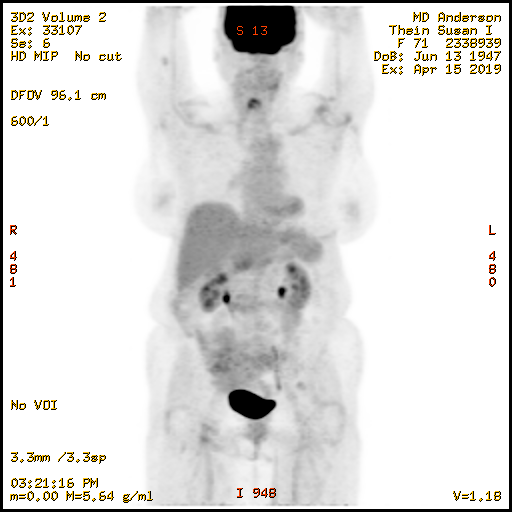 3D2 Volume 2
Ex: 33107
Se: 6
HD MIP No cut
DFOV 96.1 cm
600/1
MD Anderson
Thein Susan I
F 71 2338939
DoB: Jun 13 1947
Ex: Apr 15 2019
S 13
R
4
8
1
L
4
8
0
No VOI
3.3mm /3.3sp
03:21:16 PM
m=0.00 M=5.64 g/ml
I 948
V=1.18